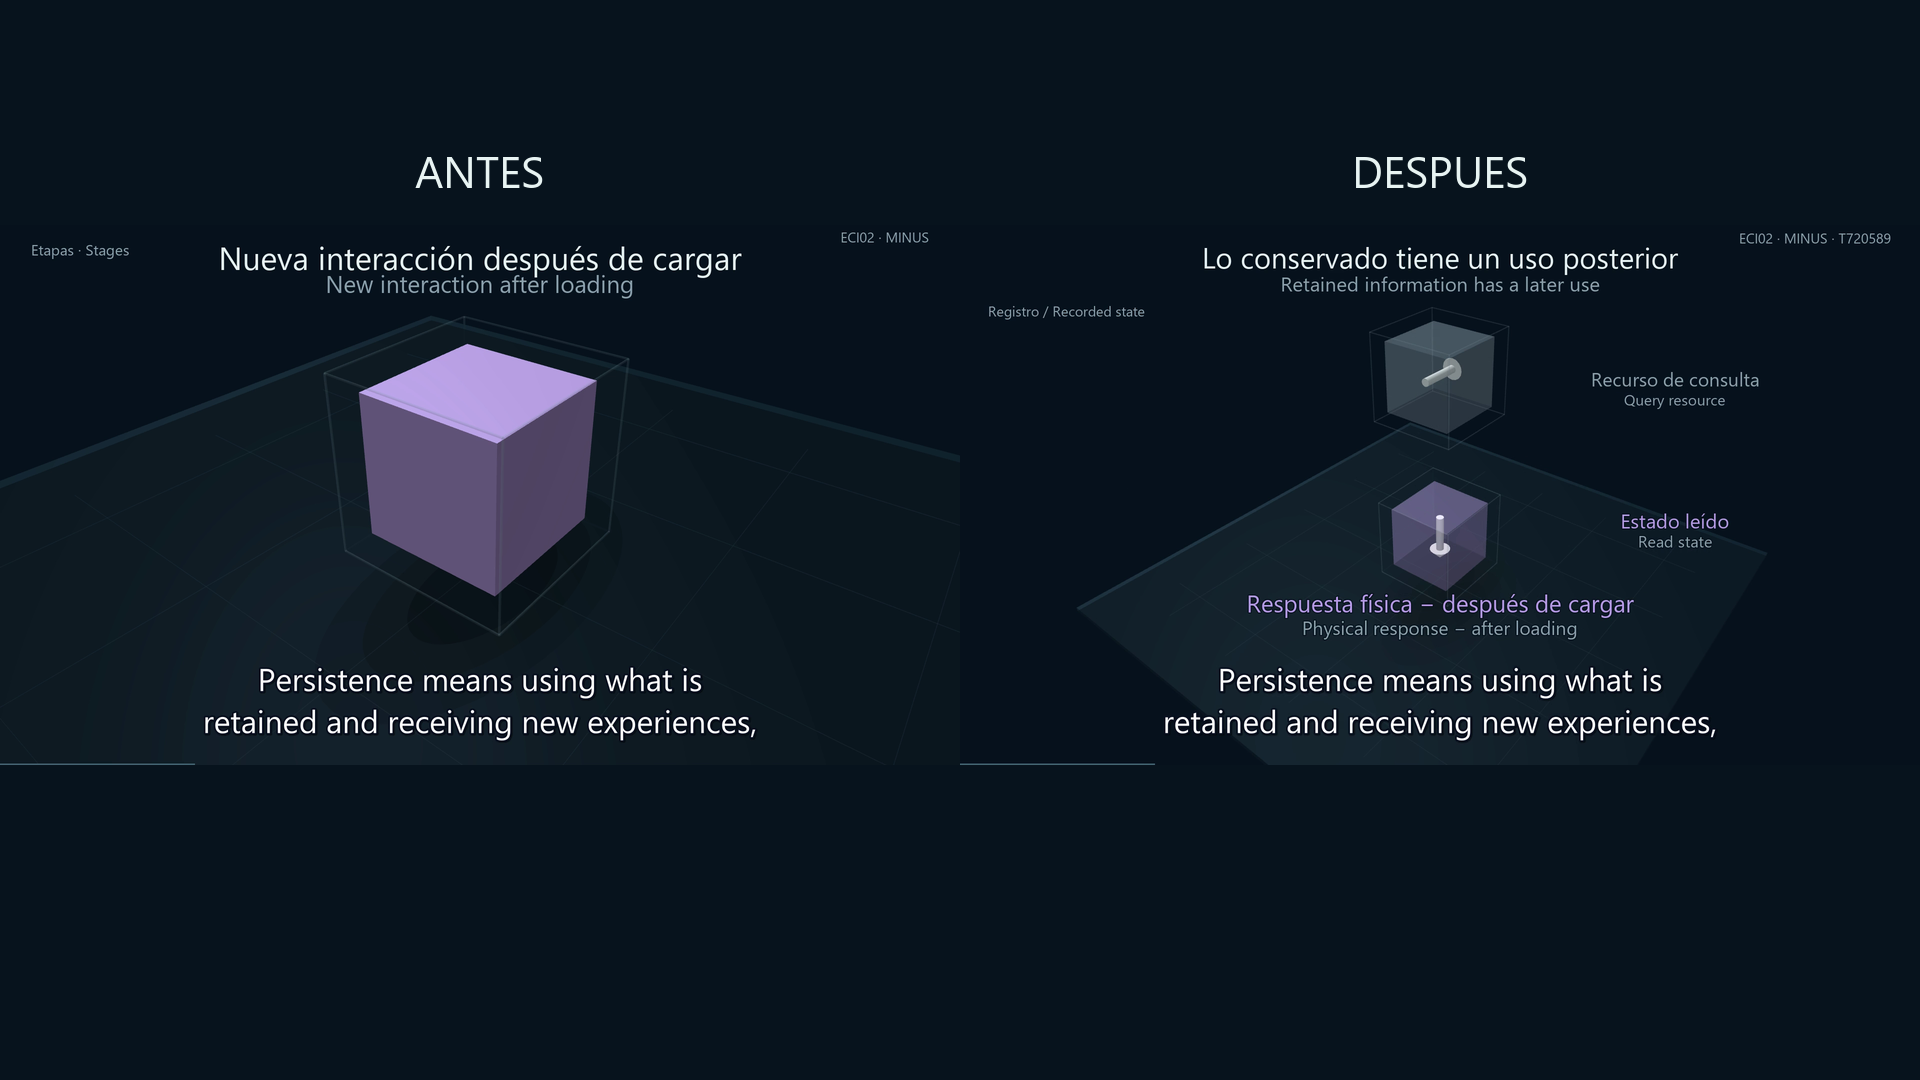 ANTES
Etapas · Stages
ECI02 · MINUS
Nueva interacción después de cargar
New interaction after loading
Persistence means using what is
retained and receiving new experiences,
DESPUES
ECI02 · MINUS · T720589
Lo conservado tiene un uso posterior
Retained information has a later use
Registro / Recorded state
Recurso de consulta
Query resource
Estado leído
Read state
Respuesta física – después de cargar
Physical response – after loading
Persistence means using what is
retained and receiving new experiences,